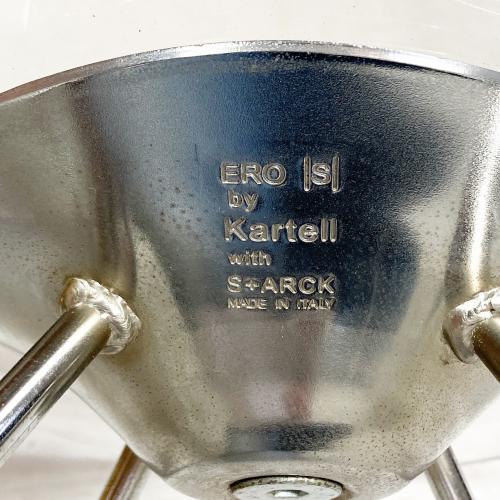 ERO |S|
by
Kartell
with
S+ARCK
MADE IN ITALY